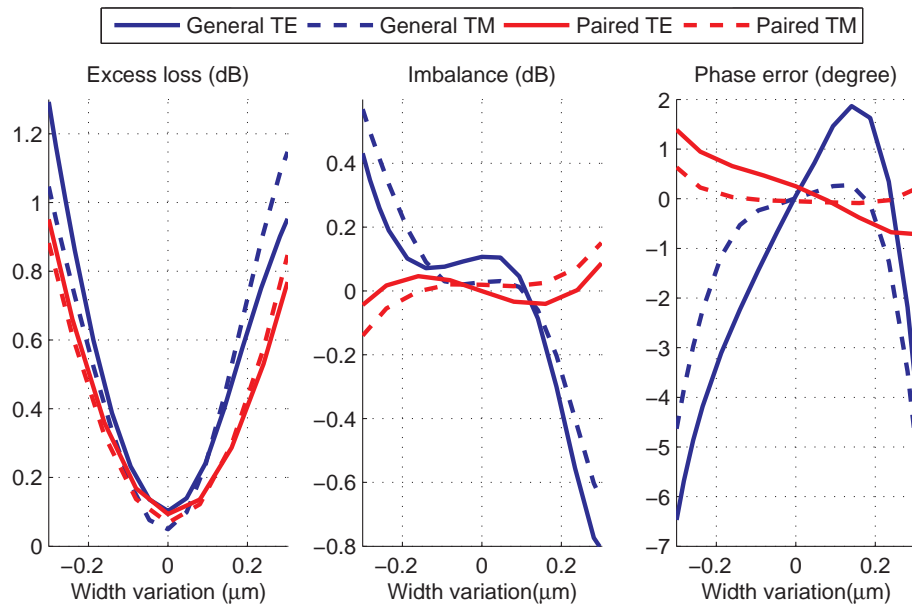 General TE General TM Paired TE Paired TM
Excess loss (dB)
1.2
1
0.8
0.6
0.4
0.2
0
−0.2 0 0.2
Width variation (μm)
Imbalance (dB)
0.4
0.2
0
−0.2
−0.4
−0.6
−0.8
−0.2 0 0.2
Width variation(μm)
Phase error (degree)
2
1
0
−1
−2
−3
−4
−5
−6
−7
−0.2 0 0.2
Width variation(μm)